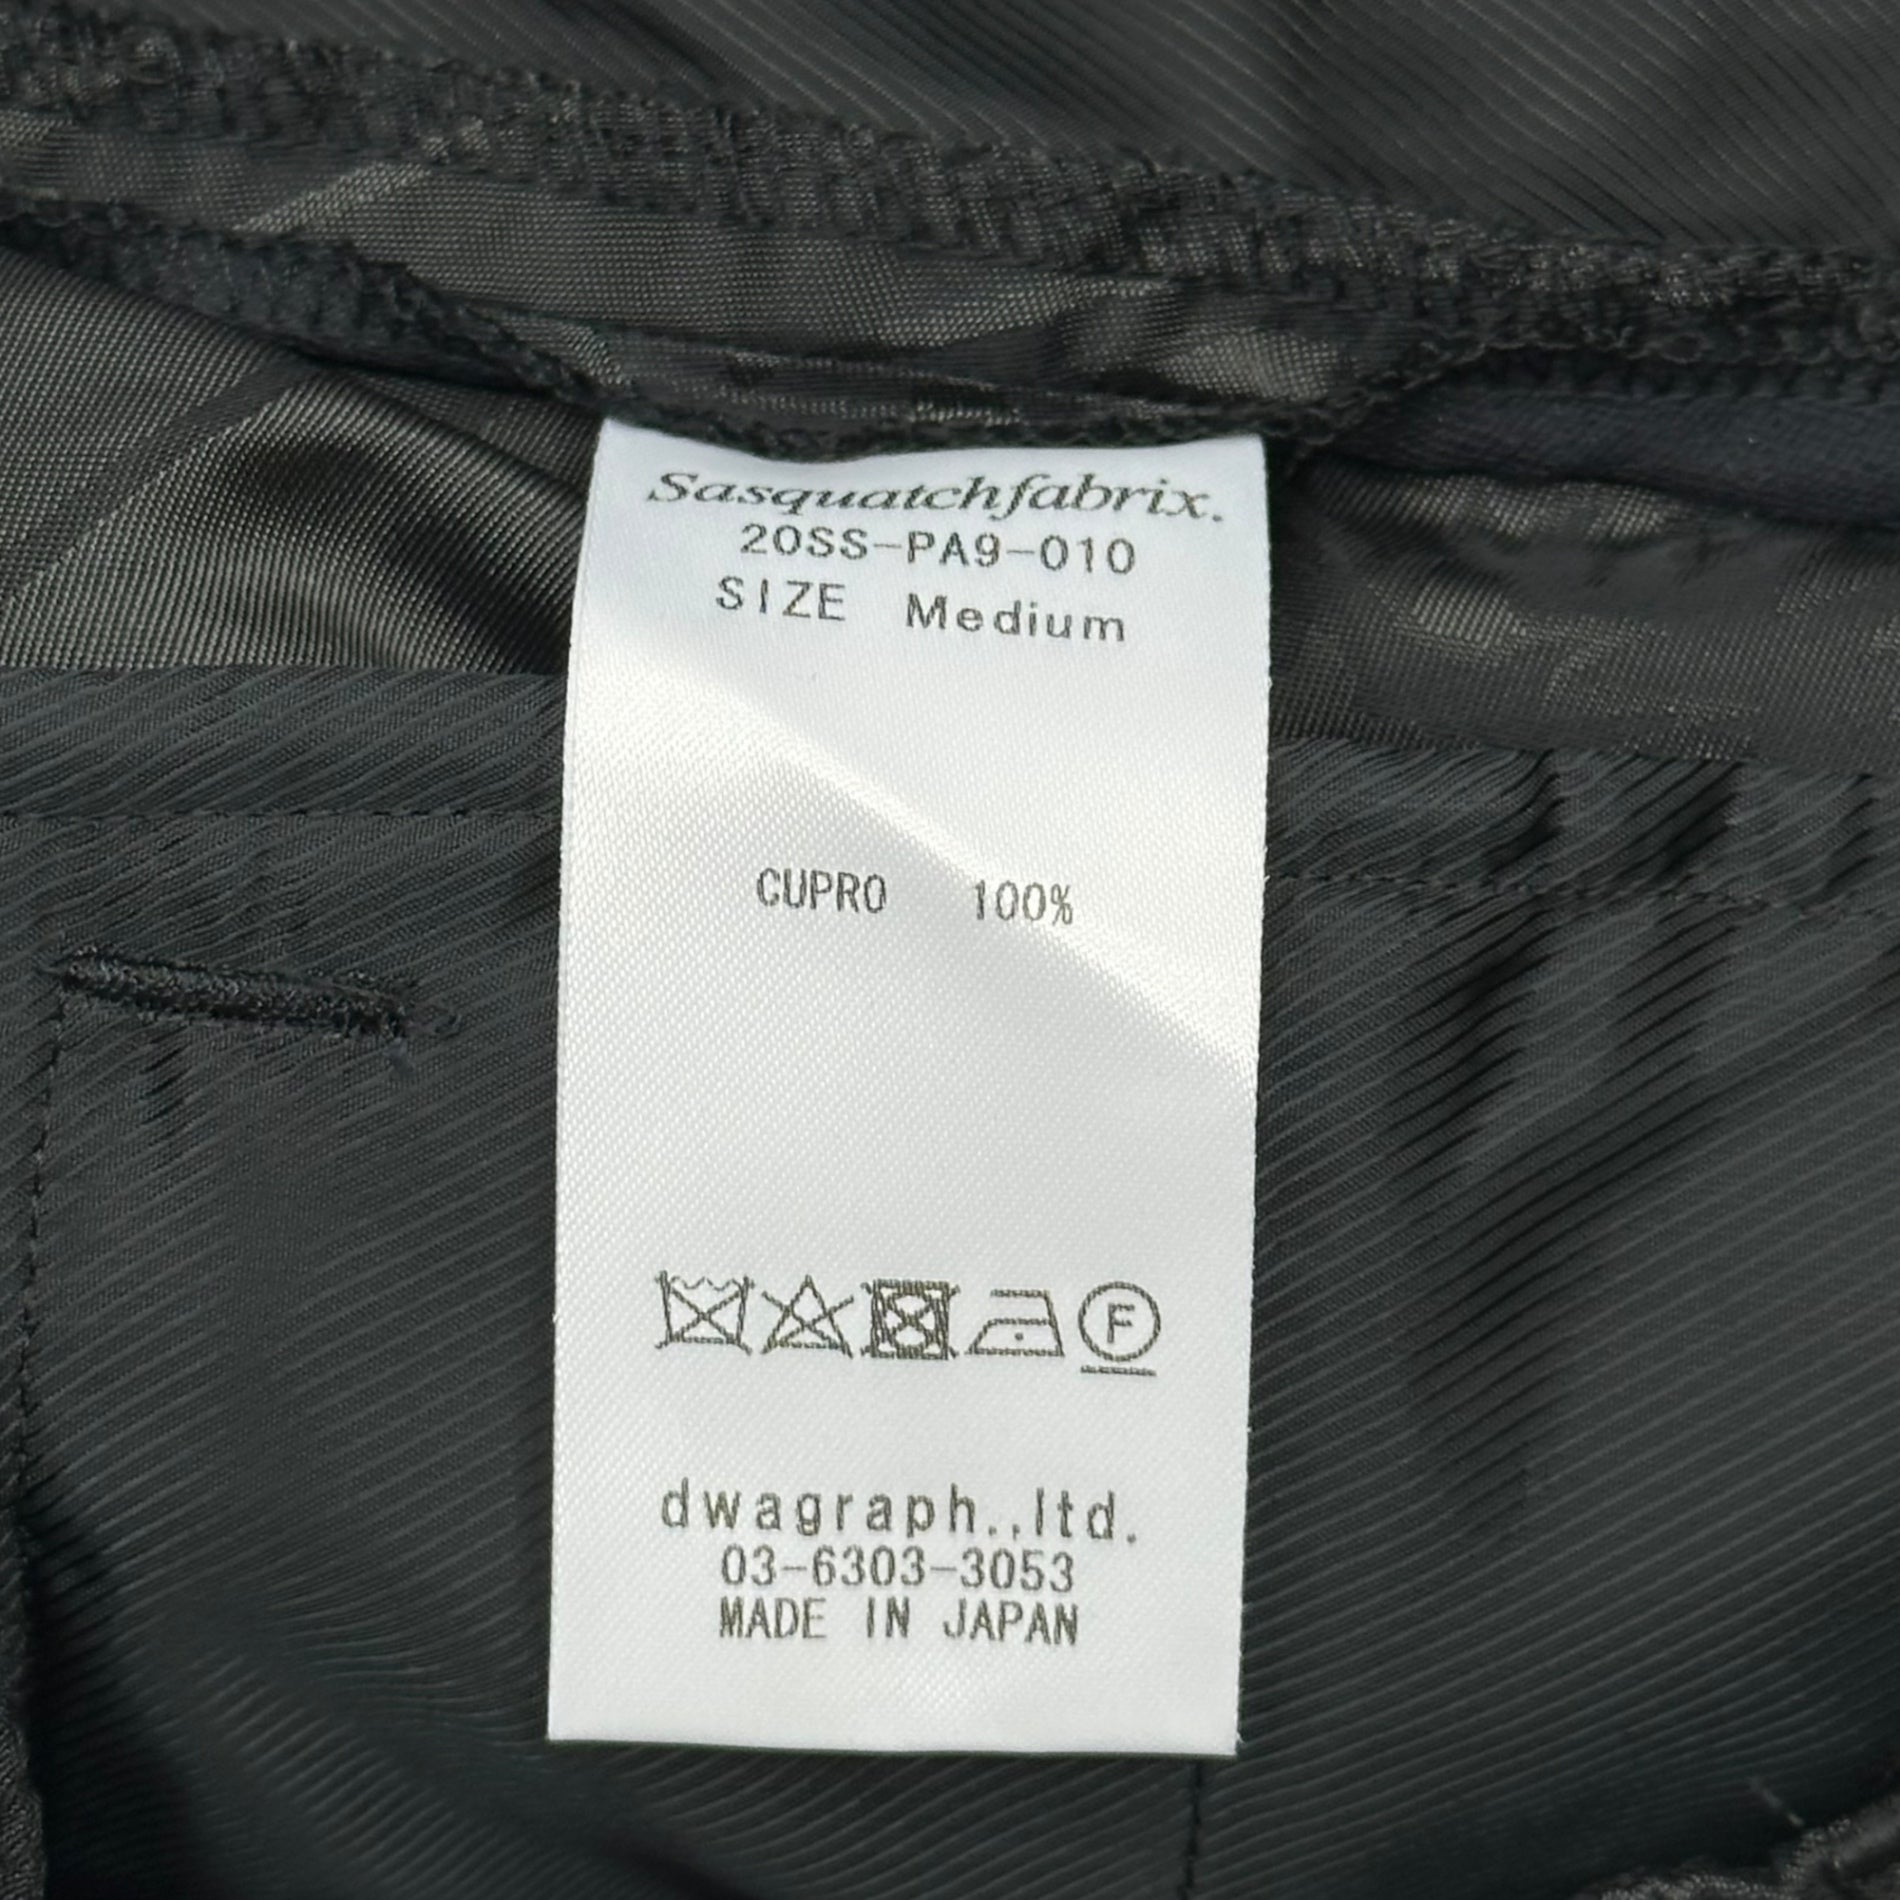 Sasquatchfabrix.
20SS-PA9-010
SIZE Medium
CUPRO 100%
F
dwagraph.,ltd.
03-6303-3053
MADE IN JAPAN